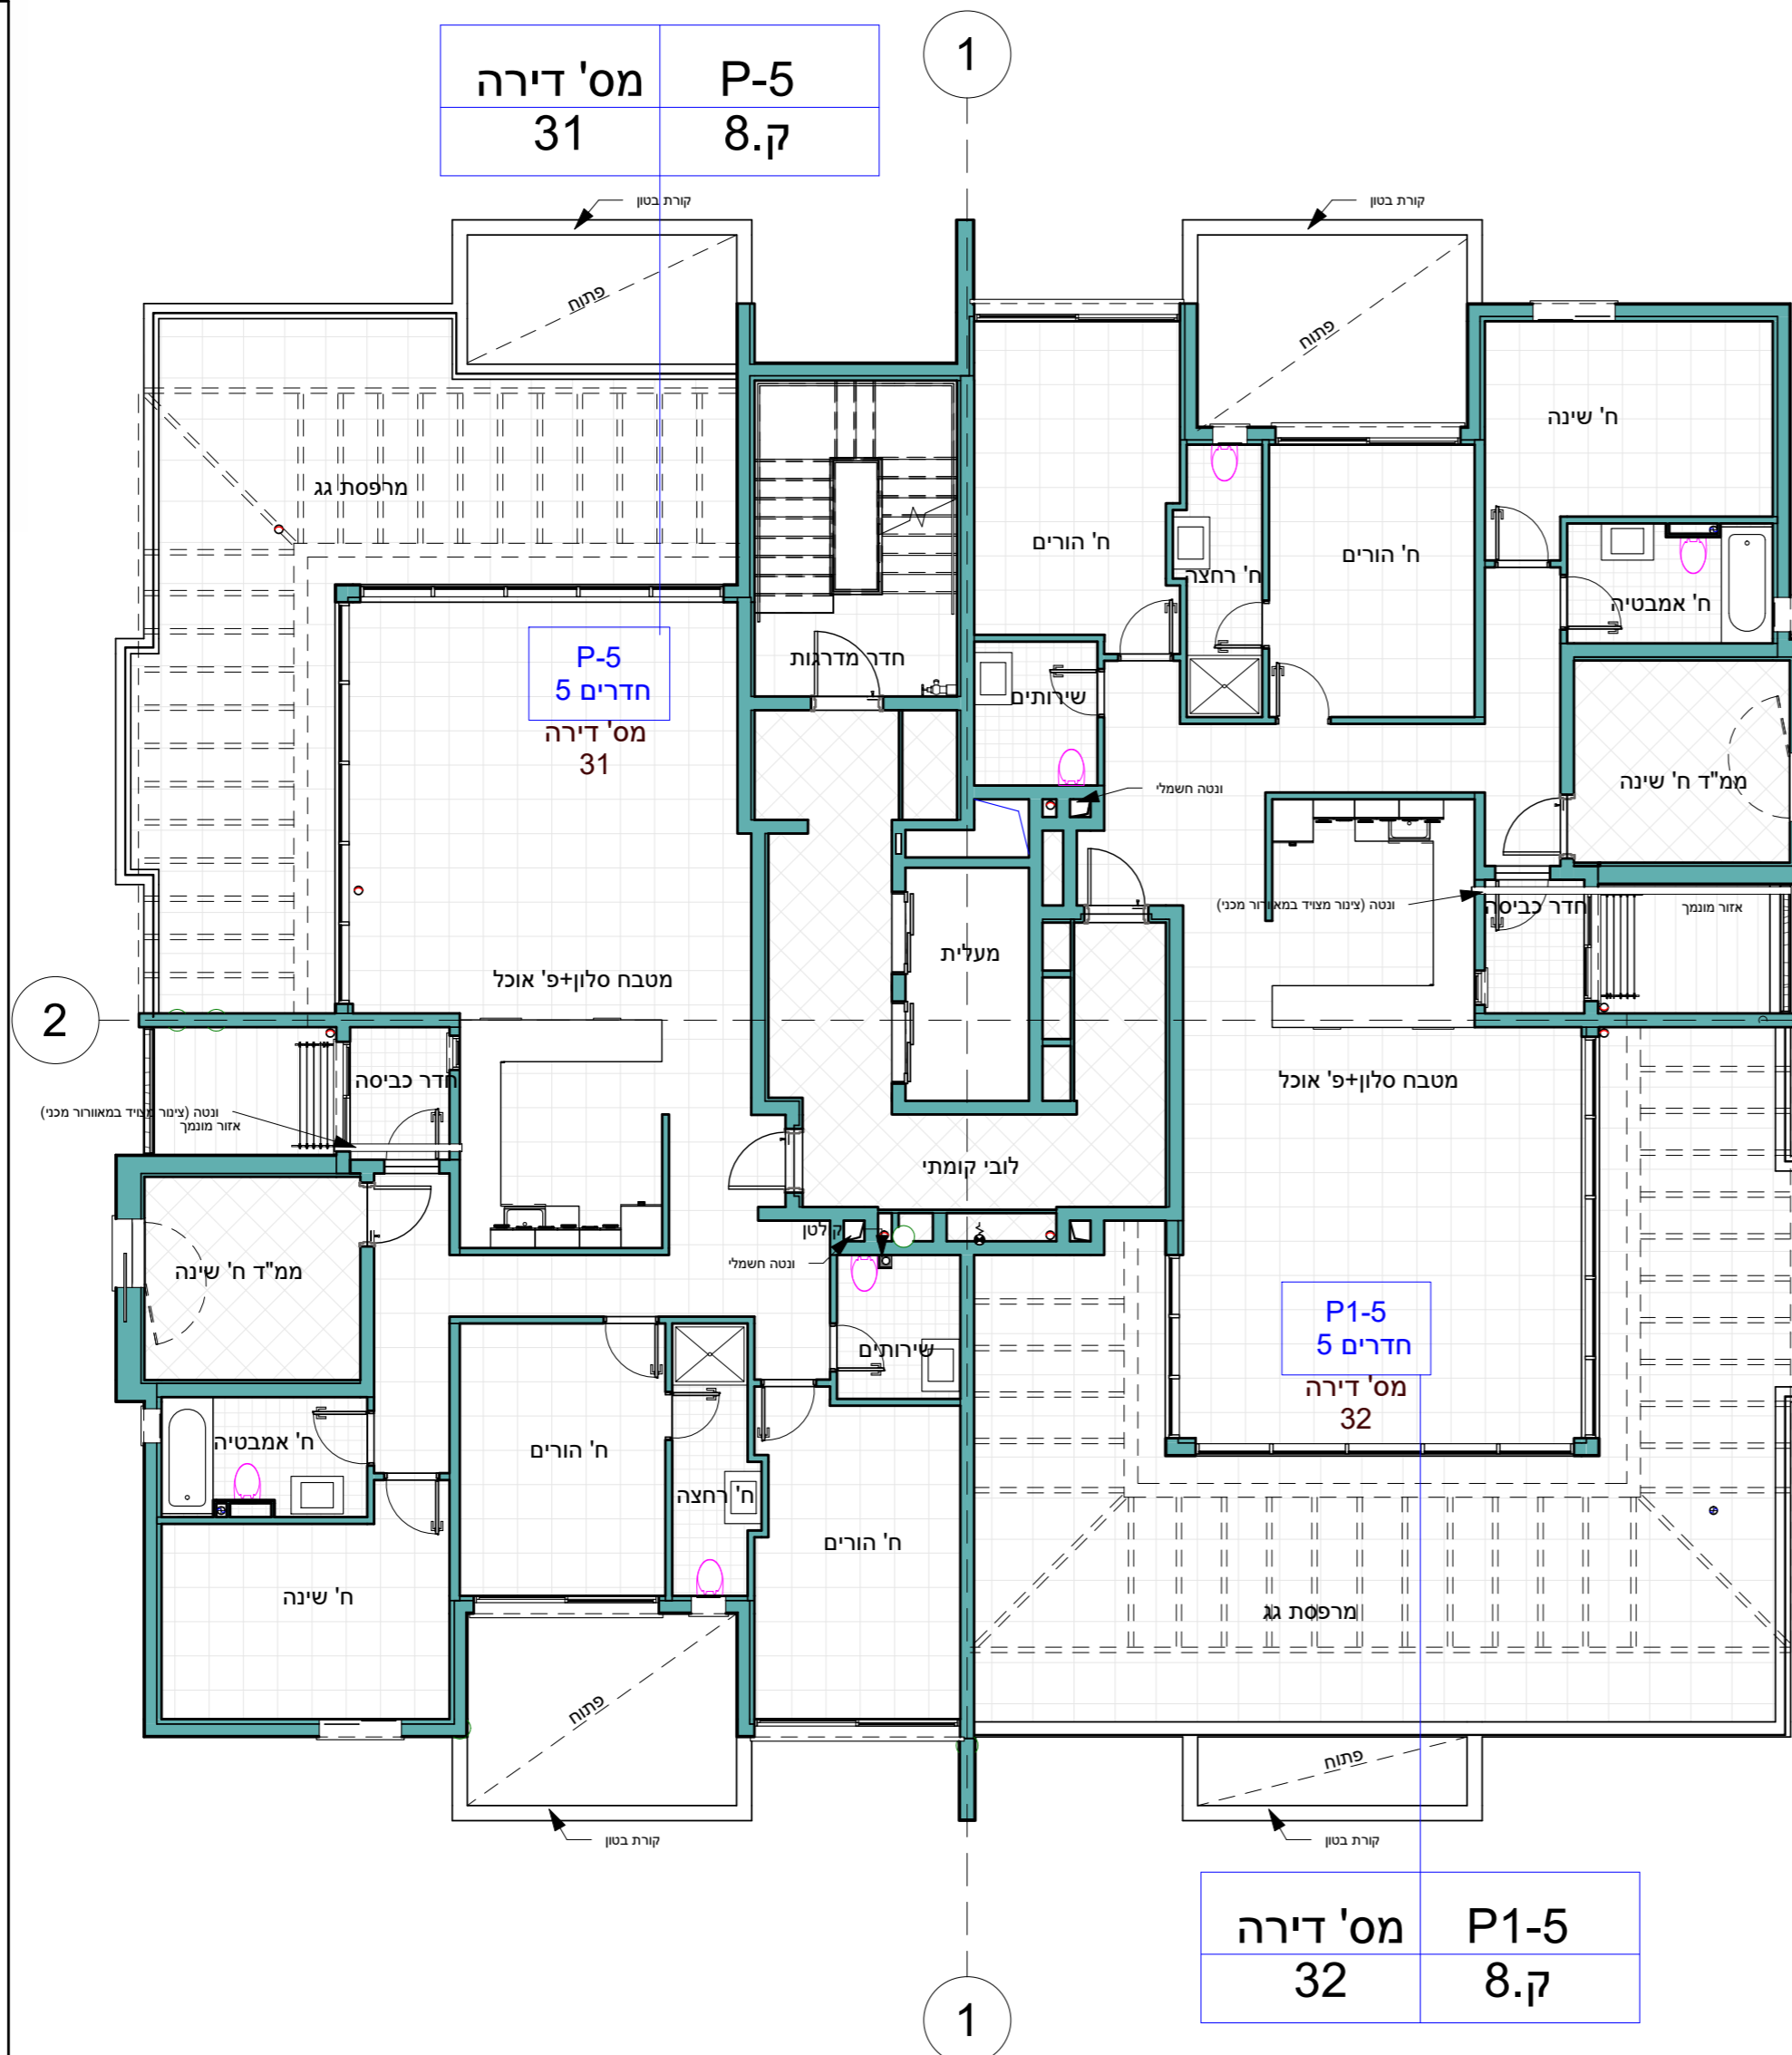 מס' דירה P-5
31 ק.8
1
קורת בטון
קורת בטון
פתוח
פתוח
ח' שינה
מרפסת גג
ח' הורים
ח' רחצה
ח' הורים
ח' אמבטיה
P-5
5 חדרים
מס' דירה
31
חדר מדרגות
שירותים
ממ"ד ח' שינה
ונטה חשמלי
ונטה (צינור מצויד במאוורור מכני)
חדר כביסה
אזור מונמך
מעלית
מטבח סלון+פ' אוכל
2
חדר כביסה
מטבח סלון+פ' אוכל
ונטה (צינור מצויד במאוורור מכני)
אזור מונמך
לובי קומתי
קולטן
ונטה חשמלי
ממ"ד ח' שינה
שירותים
P1-5
5 חדרים
מס' דירה
32
ח' אמבטיה
ח' הורים
ח' רחצה
ח' הורים
ח' שינה
מרפסת גג
פתוח
פתוח
קורת בטון
קורת בטון
מס' דירה P1-5
32 ק.8
1